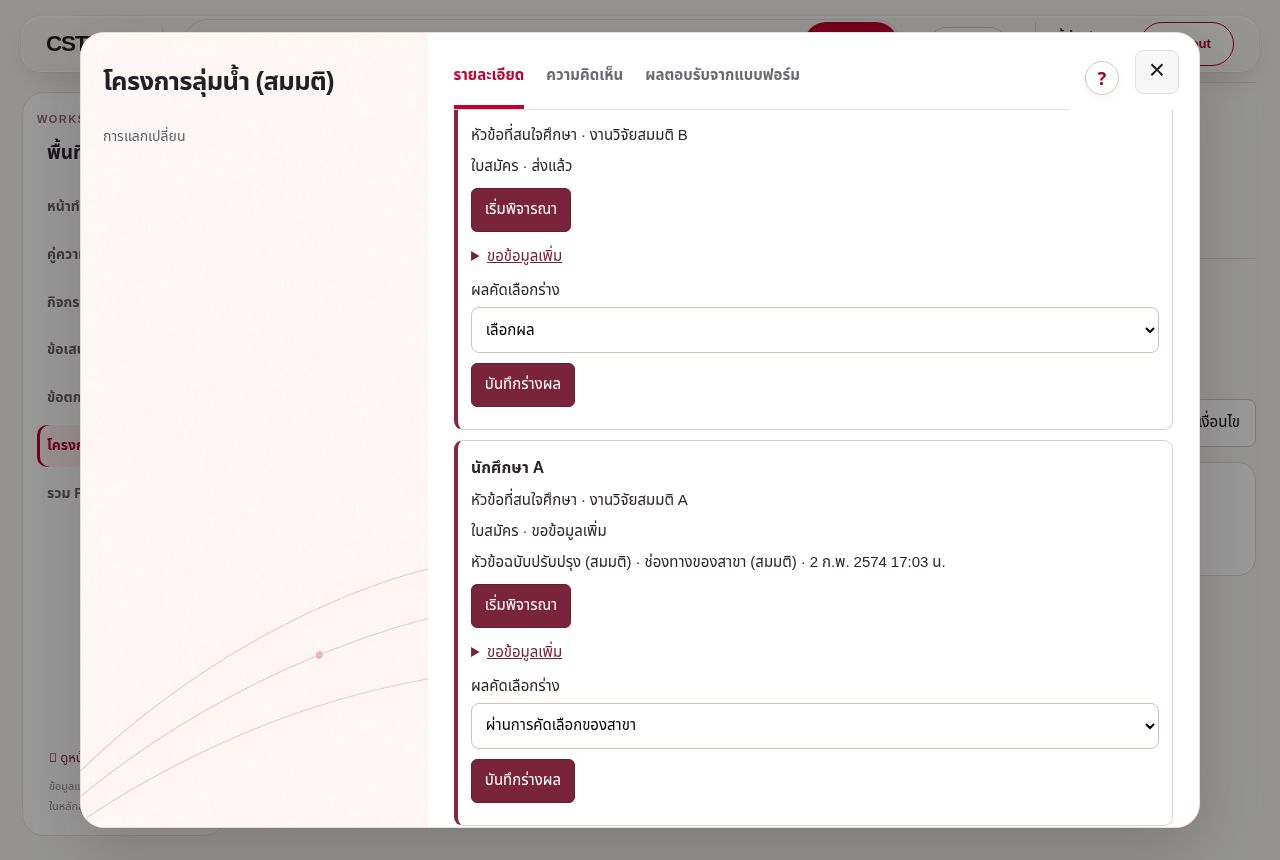 CST
out
WORKS
โครงการลุ่มน้ำ (สมมติ)
การแลกเปลี่ยน
รายละเอียด
ความคิดเห็น
ผลตอบรับจากแบบฟอร์ม
?
✕
หัวข้อที่สนใจศึกษา · งานวิจัยสมมติ B
ใบสมัคร · ส่งแล้ว
เริ่มพิจารณา
ขอข้อมูลเพิ่ม
ผลคัดเลือกร่าง
เลือกผล
บันทึกร่างผล
นักศึกษา A
หัวข้อที่สนใจศึกษา · งานวิจัยสมมติ A
ใบสมัคร · ขอข้อมูลเพิ่ม
หัวข้อฉบับปรับปรุง (สมมติ) · ช่องทางของสาขา (สมมติ) · 2 ก.พ. 2574 17:03 น.
เริ่มพิจารณา
ขอข้อมูลเพิ่ม
ผลคัดเลือกร่าง
ผ่านการคัดเลือกของสาขา
บันทึกร่างผล